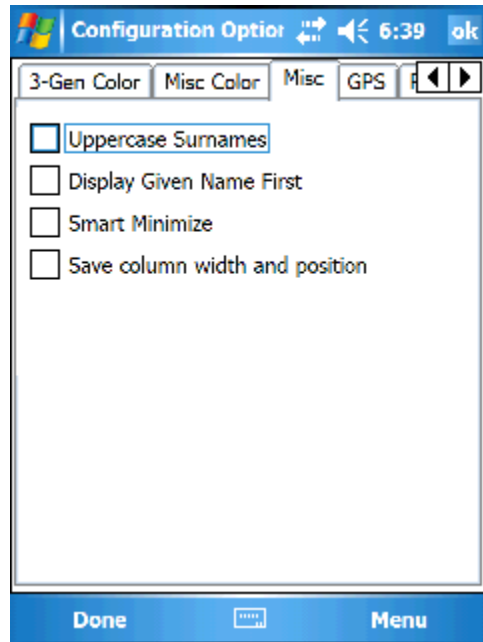 Configuration Optior 6:39 ok
3-Gen Color Misc Color Misc GPS
Uppercase Surnames
Display Given Name First
Smart Minimize
Save column width and position
Done Menu